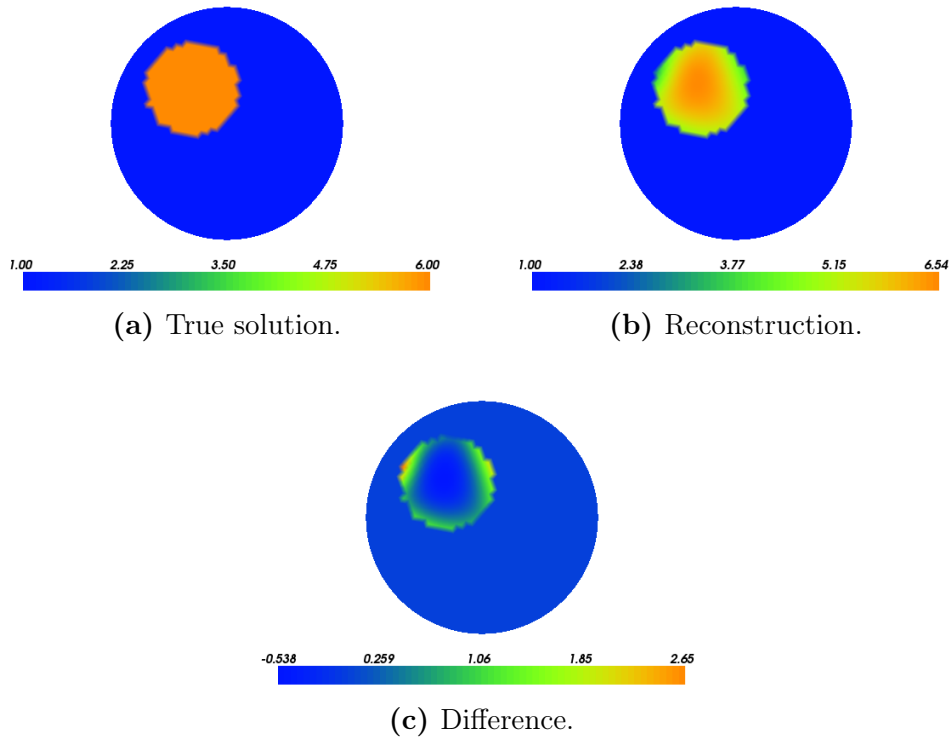 1.00 2.25 3.50 4.75 6.00
1.00 2.38 3.77 5.15 6.54
(a) True solution.
(b) Reconstruction.
-0.538 0.259 1.06 1.85 2.65
(c) Difference.